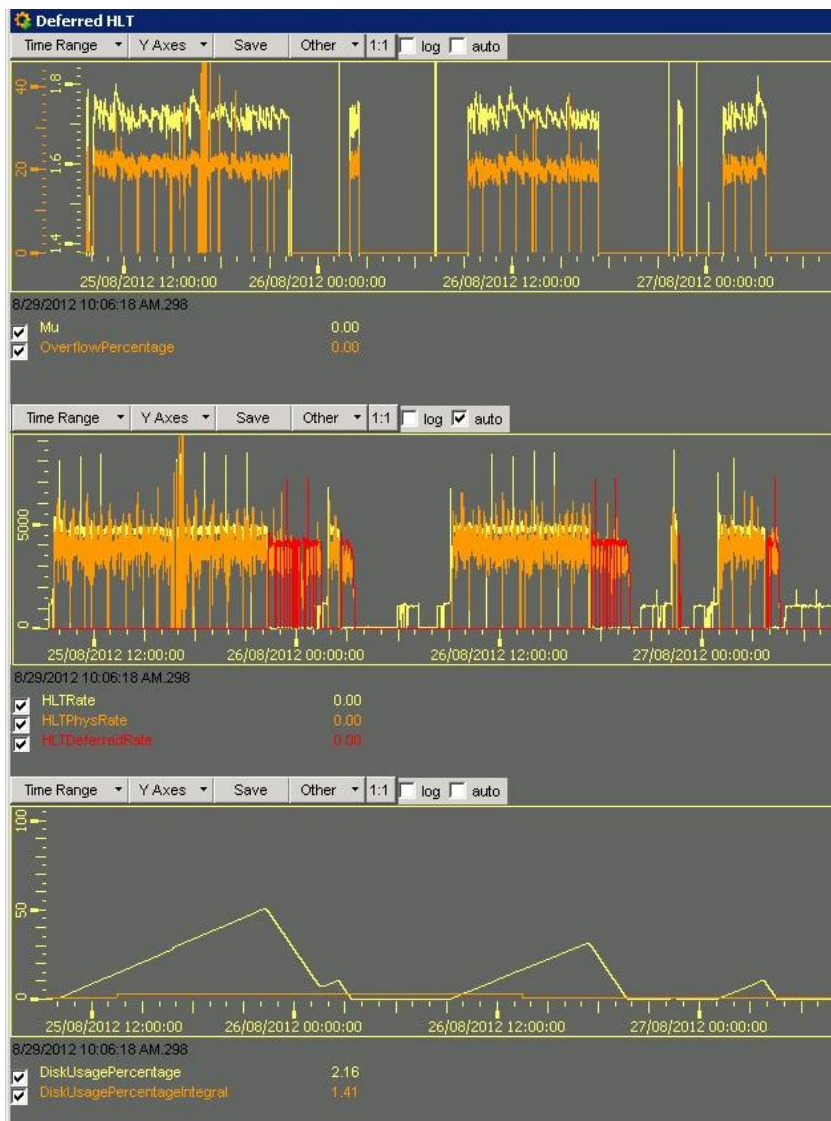 Deferred HLT
Time Range Y Axes Save Other 1:1 log auto
40
20
0
1.8
1.6
1.4
25/08/2012 12:00:00 26/08/2012 00:00:00 26/08/2012 12:00:00 27/08/2012 00:00:00
8/29/2012 10:06:18 AM.298
Mu 0.00
OverflowPercentage 0.00
Time Range Y Axes Save Other 1:1 log auto
5000
0
25/08/2012 12:00:00 26/08/2012 00:00:00 26/08/2012 12:00:00 27/08/2012 00:00:00
8/29/2012 10:06:18 AM.298
HLTRate 0.00
HLTPhysRate 0.00
HLTDeferredRate 0.00
Time Range Y Axes Save Other 1:1 log auto
100
50
0
25/08/2012 12:00:00 26/08/2012 00:00:00 26/08/2012 12:00:00 27/08/2012 00:00:00
8/29/2012 10:06:18 AM.298
DiskUsagePercentage 2.16
DiskUsagePercentageIntegral 1.41